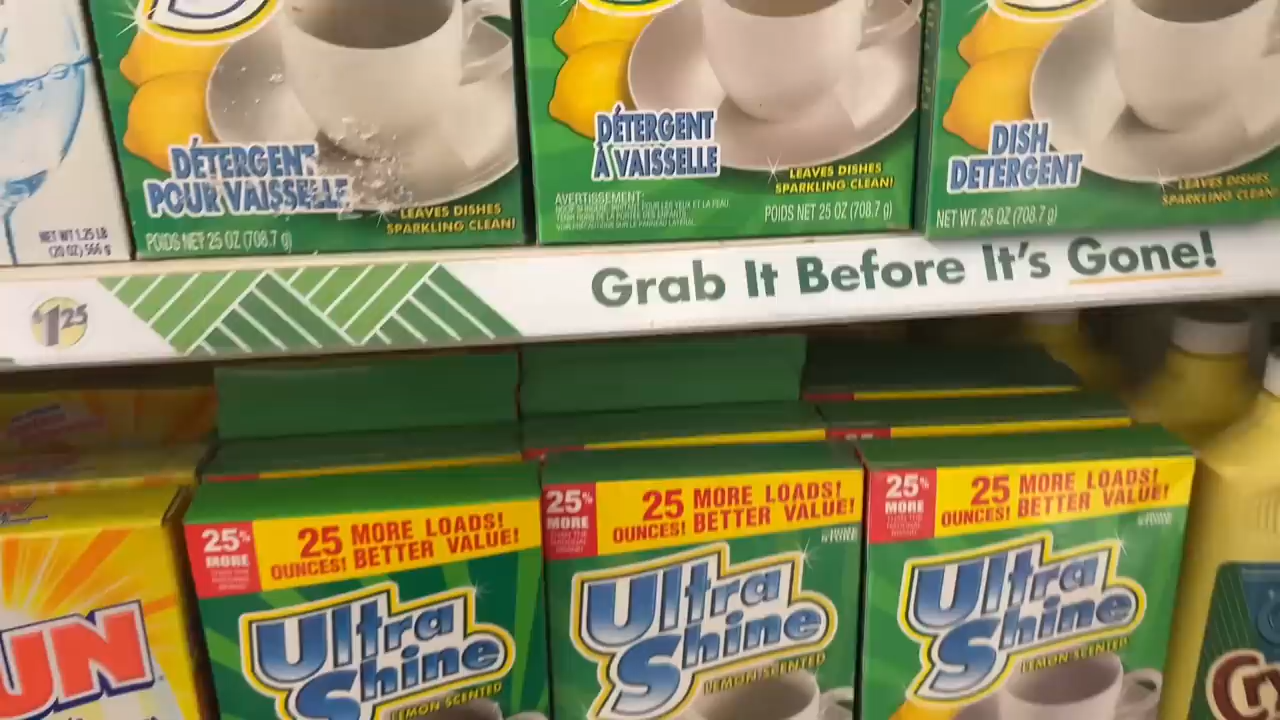 NET WT 1.25 LB
(20 OZ) 566 g
DÉTERGENT
POUR VAISSELLE
LEAVES DISHES
SPARKLING CLEAN!
POIDS NET 25 OZ (708.7 g)
DÉTERGENT
À VAISSELLE
LEAVES DISHES
SPARKLING CLEAN!
AVERTISSEMENT:
POIDS NET 25 OZ (708.7 g)
DISH
DETERGENT
LEAVES DISHES
SPARKLING CLEAN!
NET WT. 25 OZ (708.7 g)
$1.25
Grab It Before It's Gone!
25%
MORE
25 MORE LOADS!
OUNCES! BETTER VALUE!
Ultra
Shine
LEMON SCENTED
25%
MORE
25 MORE LOADS!
OUNCES! BETTER VALUE!
Ultra
Shine
LEMON SCENTED
25%
MORE
25 MORE LOADS!
OUNCES! BETTER VALUE!
Ultra
Shine
LEMON SCENTED
UN
Cry